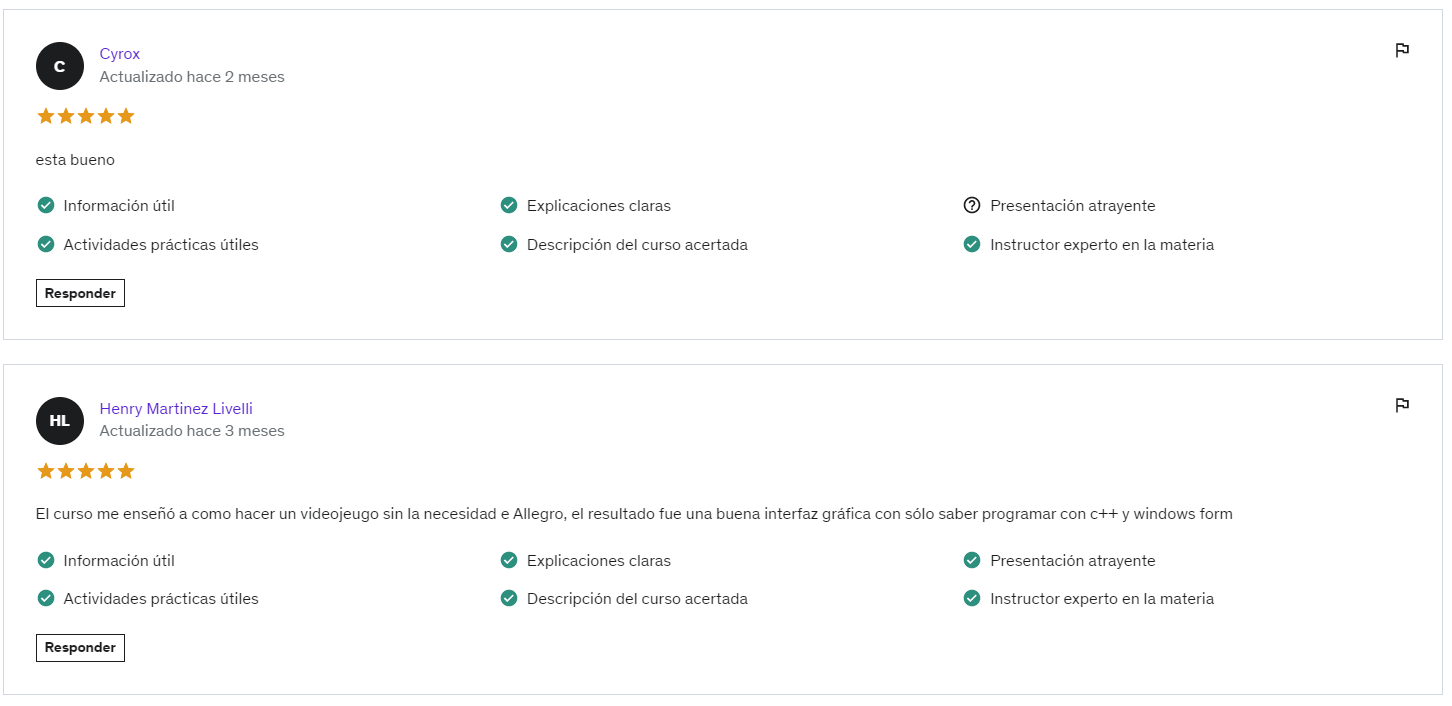 C
Cyrox
Actualizado hace 2 meses
esta bueno
Información útil
Explicaciones claras
Presentación atrayente
Actividades prácticas útiles
Descripción del curso acertada
Instructor experto en la materia
Responder
HL
Henry Martinez Livelli
Actualizado hace 3 meses
El curso me enseñó a como hacer un videojeugo sin la necesidad e Allegro, el resultado fue una buena interfaz gráfica con sólo saber programar con c++ y windows form
Información útil
Explicaciones claras
Presentación atrayente
Actividades prácticas útiles
Descripción del curso acertada
Instructor experto en la materia
Responder